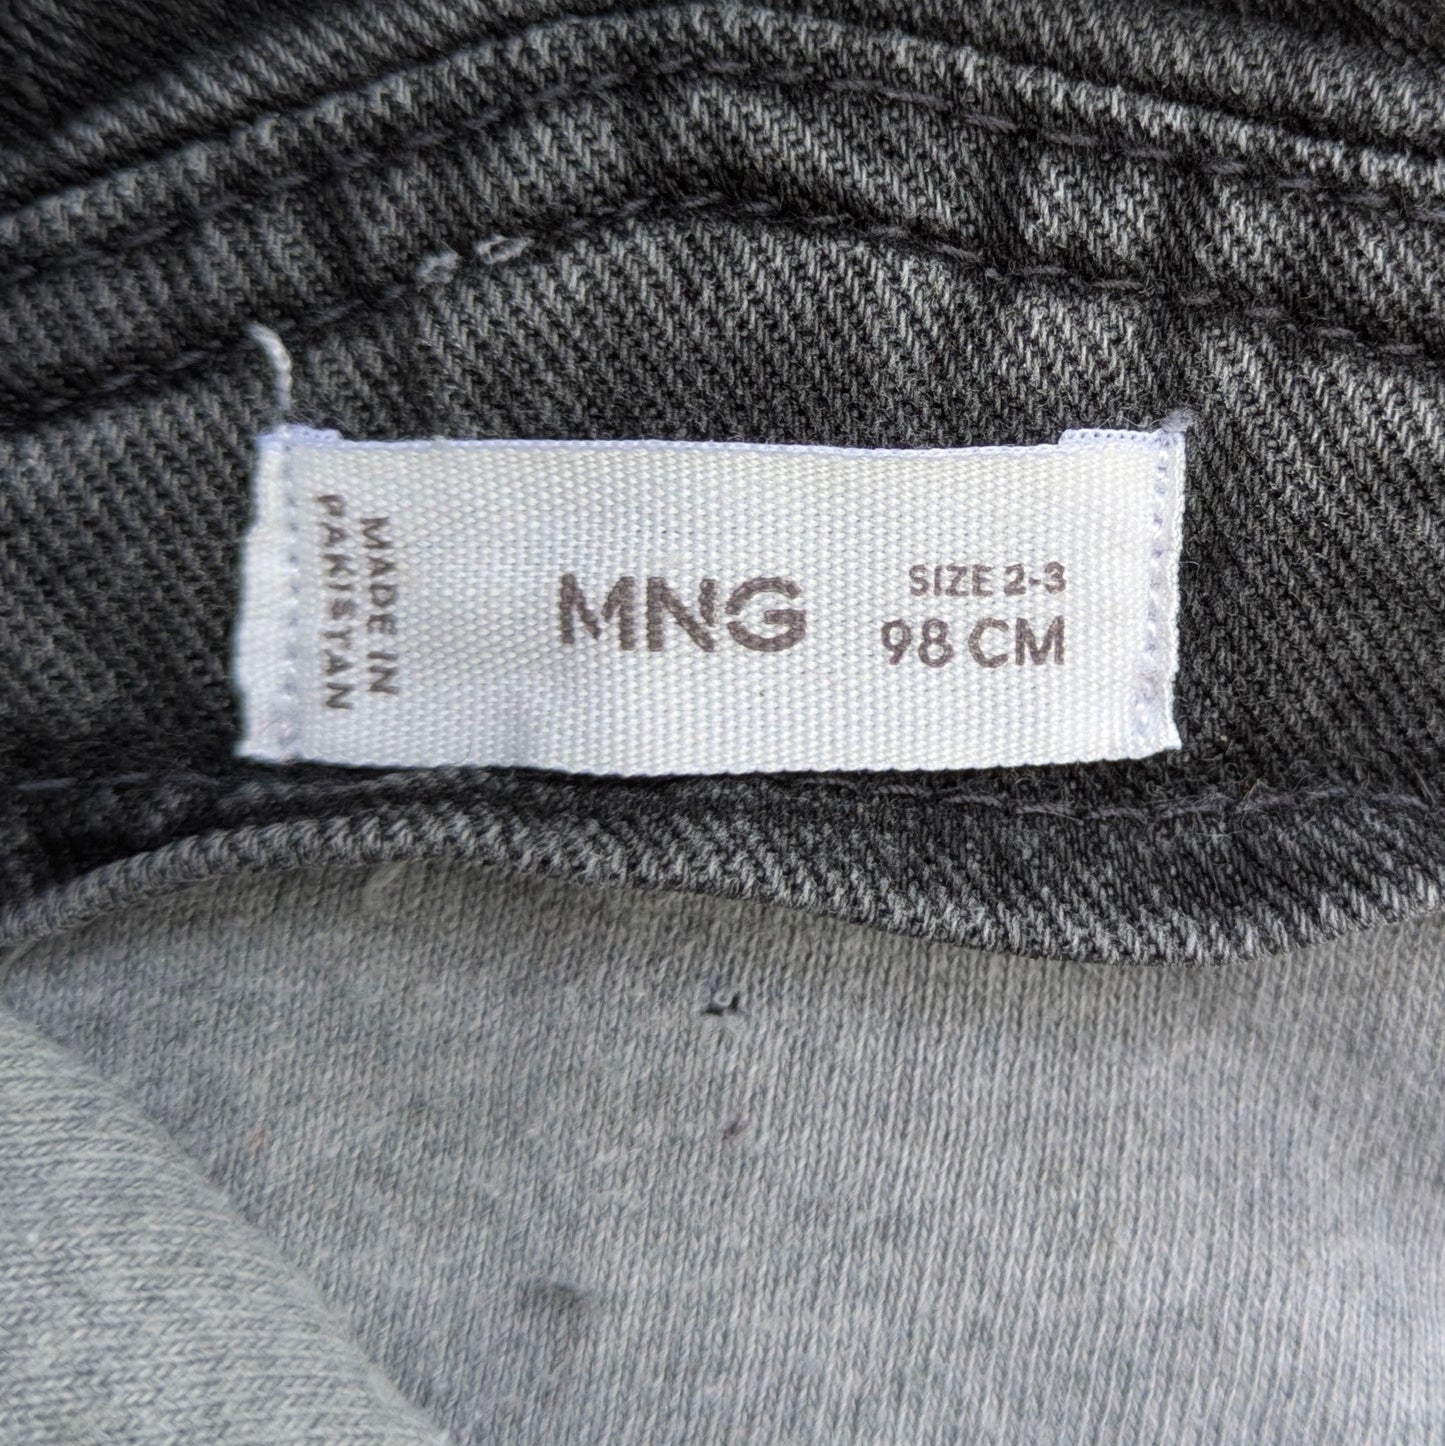 MADE IN
PAKISTAN
MNG
SIZE 2-3
98 CM